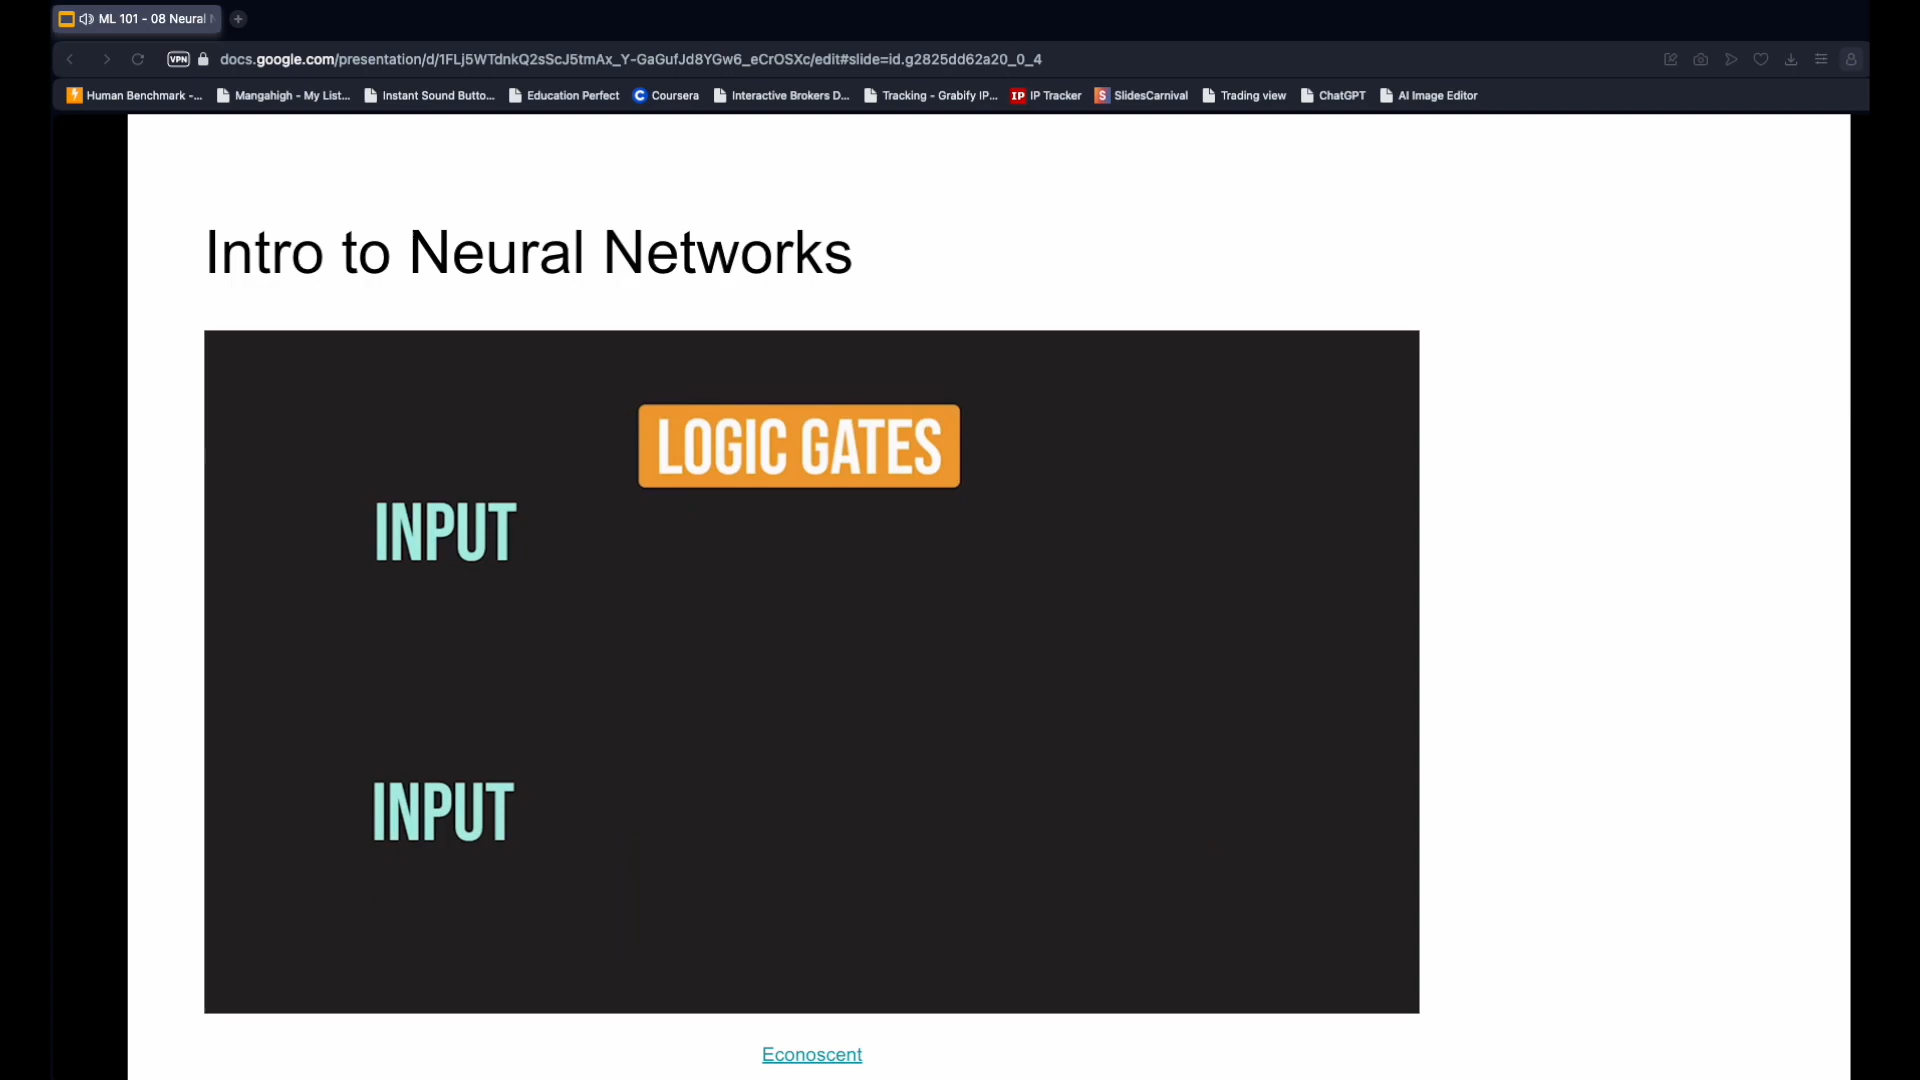 ML 101 - 08 Neural N
VPN
docs.google.com/presentation/d/1FLj5WTdnkQ2sScJ5tmAx_Y-GaGufJd8YGw6_eCrOSXc/edit#slide=id.g2825dd62a20_0_4
Human Benchmark -... Mangahigh - My List... Instant Sound Butto... Education Perfect C Coursera Interactive Brokers D... Tracking - Grabify IP... IP IP Tracker S SlidesCarnival Trading view ChatGPT AI Image Editor
Intro to Neural Networks
LOGIC GATES
INPUT
INPUT
Econoscent